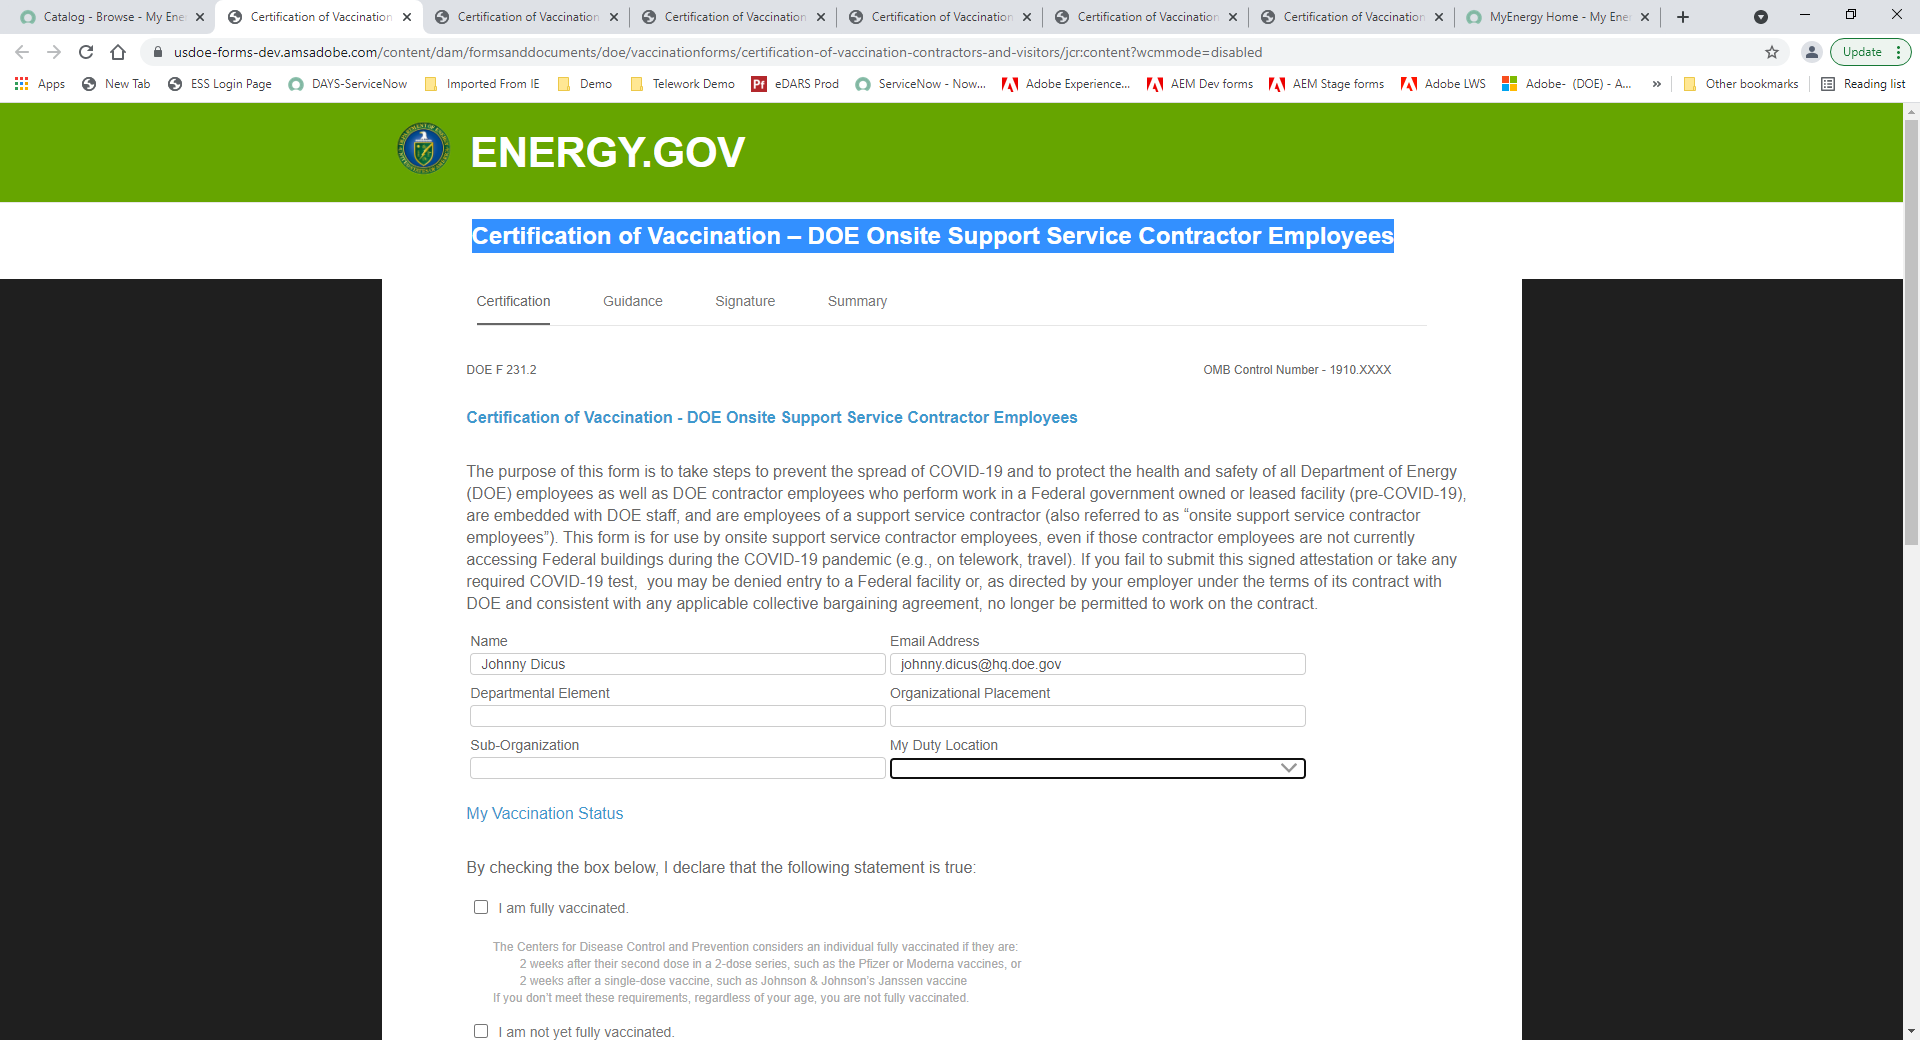 Catalog - Browse - My Ene
Certification of Vaccination
Certification of Vaccination
Certification of Vaccination
Certification of Vaccination
Certification of Vaccination
Certification of Vaccination
MyEnergy Home - My Ener
usdoe-forms-dev.amsadobe.com/content/dam/formsanddocuments/doe/vaccinationforms/certification-of-vaccination-contractors-and-visitors/jcr:content?wcmmode=disabled
Update
Apps
New Tab
ESS Login Page
DAYS-ServiceNow
Imported From IE
Demo
Telework Demo
Pf eDARS Prod
ServiceNow - Now...
Adobe Experience...
AEM Dev forms
AEM Stage forms
Adobe LWS
Adobe- (DOE) - A...
»
Other bookmarks
Reading list
ENERGY.GOV
Certification of Vaccination – DOE Onsite Support Service Contractor Employees
Certification Guidance Signature Summary
DOE F 231.2 OMB Control Number - 1910.XXXX
Certification of Vaccination - DOE Onsite Support Service Contractor Employees
The purpose of this form is to take steps to prevent the spread of COVID-19 and to protect the health and safety of all Department of Energy
(DOE) employees as well as DOE contractor employees who perform work in a Federal government owned or leased facility (pre-COVID-19),
are embedded with DOE staff, and are employees of a support service contractor (also referred to as “onsite support service contractor
employees”). This form is for use by onsite support service contractor employees, even if those contractor employees are not currently
accessing Federal buildings during the COVID-19 pandemic (e.g., on telework, travel). If you fail to submit this signed attestation or take any
required COVID-19 test, you may be denied entry to a Federal facility or, as directed by your employer under the terms of its contract with
DOE and consistent with any applicable collective bargaining agreement, no longer be permitted to work on the contract.
Name Email Address
Johnny Dicus johnny.dicus@hq.doe.gov
Departmental Element Organizational Placement
Sub-Organization My Duty Location
My Vaccination Status
By checking the box below, I declare that the following statement is true:
I am fully vaccinated.
The Centers for Disease Control and Prevention considers an individual fully vaccinated if they are:
2 weeks after their second dose in a 2-dose series, such as the Pfizer or Moderna vaccines, or
2 weeks after a single-dose vaccine, such as Johnson & Johnson's Janssen vaccine
If you don't meet these requirements, regardless of your age, you are not fully vaccinated.
I am not yet fully vaccinated.